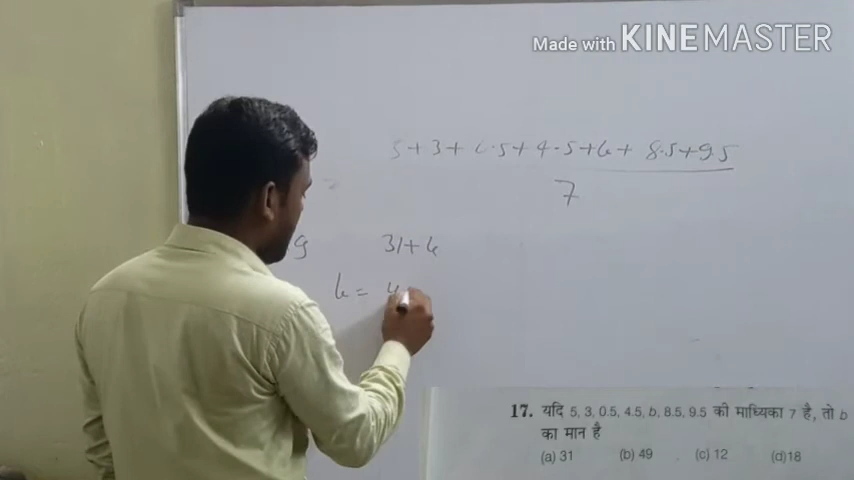 Made with KINEMASTER
5 + 3 + 0.5 + 4.5 + b + 8.5 + 9.5
7
9 31 + b
b = 4
17. यदि 5, 3, 0.5, 4.5, b, 8.5, 9.5 की माध्यिका 7 है, तो b
का मान है
(a) 31 (b) 49 (c) 12 (d) 18